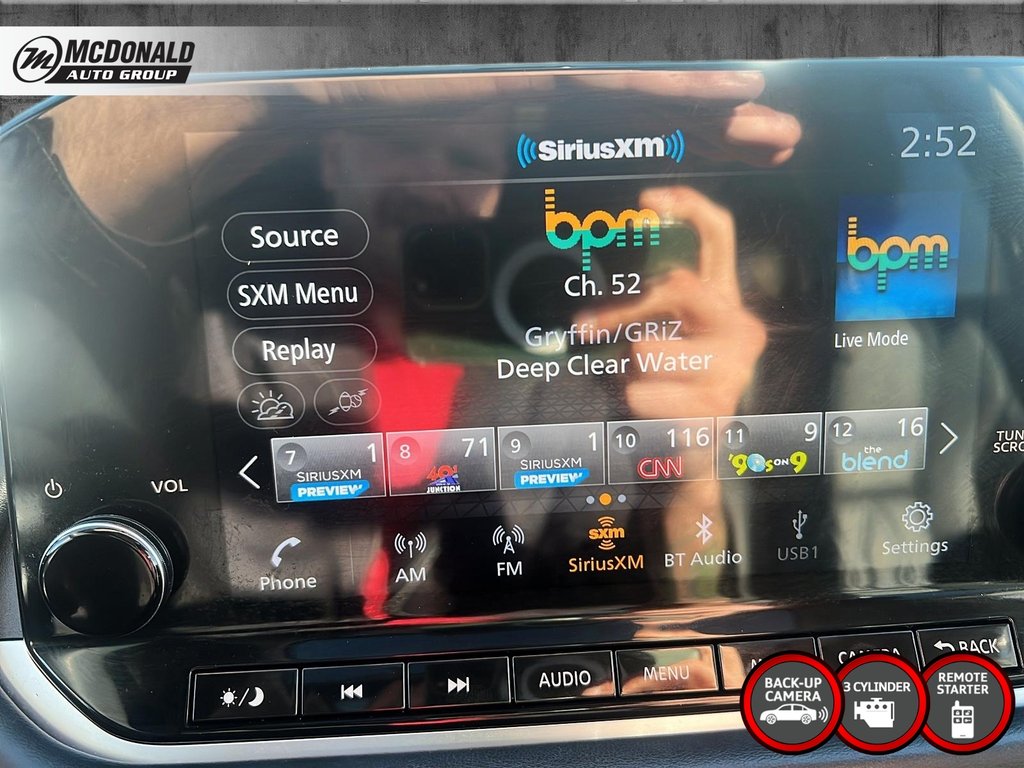 McDONALD
AUTO GROUP
SiriusXM
2:52
bpm
bpm
Source
Ch. 52
SXM Menu
Gryffin/GRiZ
Live Mode
Replay
Deep Clear Water
7 1
SIRIUSXM
PREVIEW
8 71
JUNCTION
9 1
SIRIUSXM
PREVIEW
10 116
CNN
11 9
'90s ON 9
12 16
the
blend
VOL
Phone
AM
FM
sxm
SiriusXM
BT Audio
USB1
Settings
AUDIO
MENU
CAMERA
BACK
BACK-UP
CAMERA
3 CYLINDER
REMOTE
STARTER